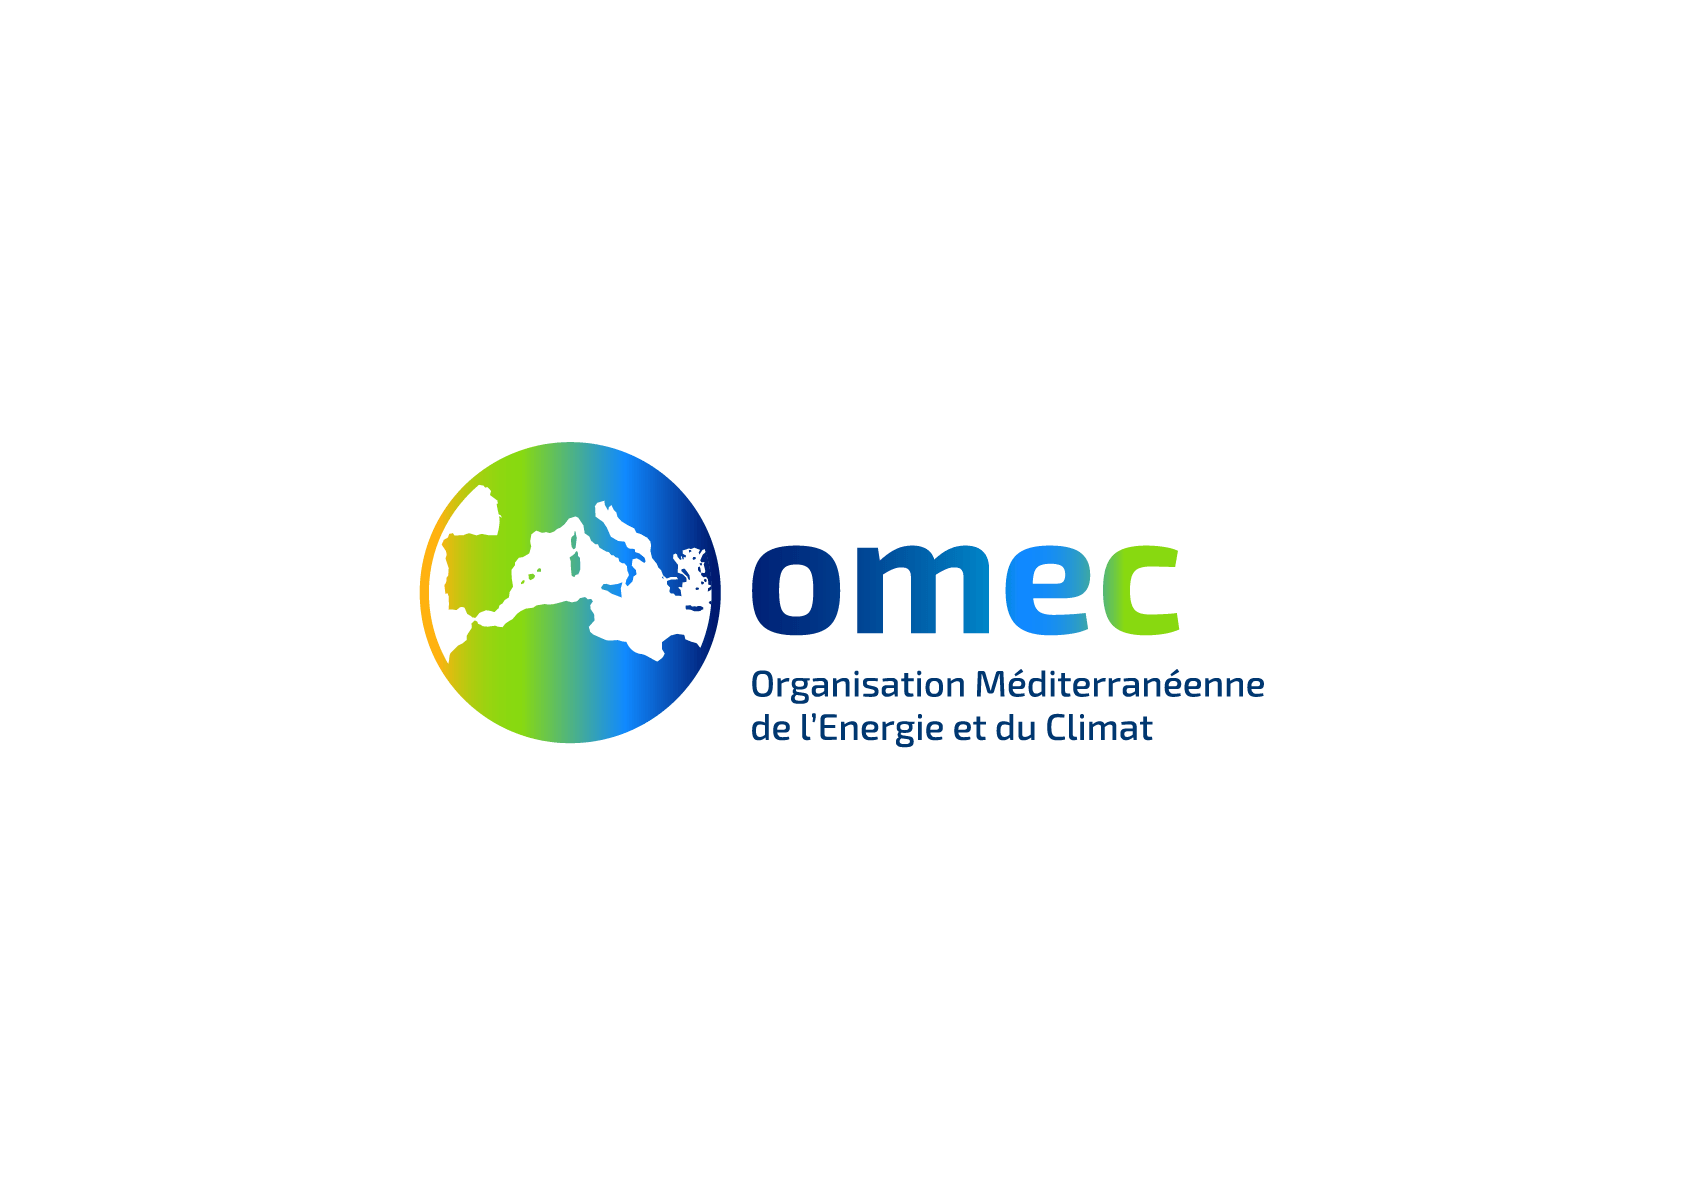 omec
Organisation Méditerranéenne
de l’Energie et du Climat